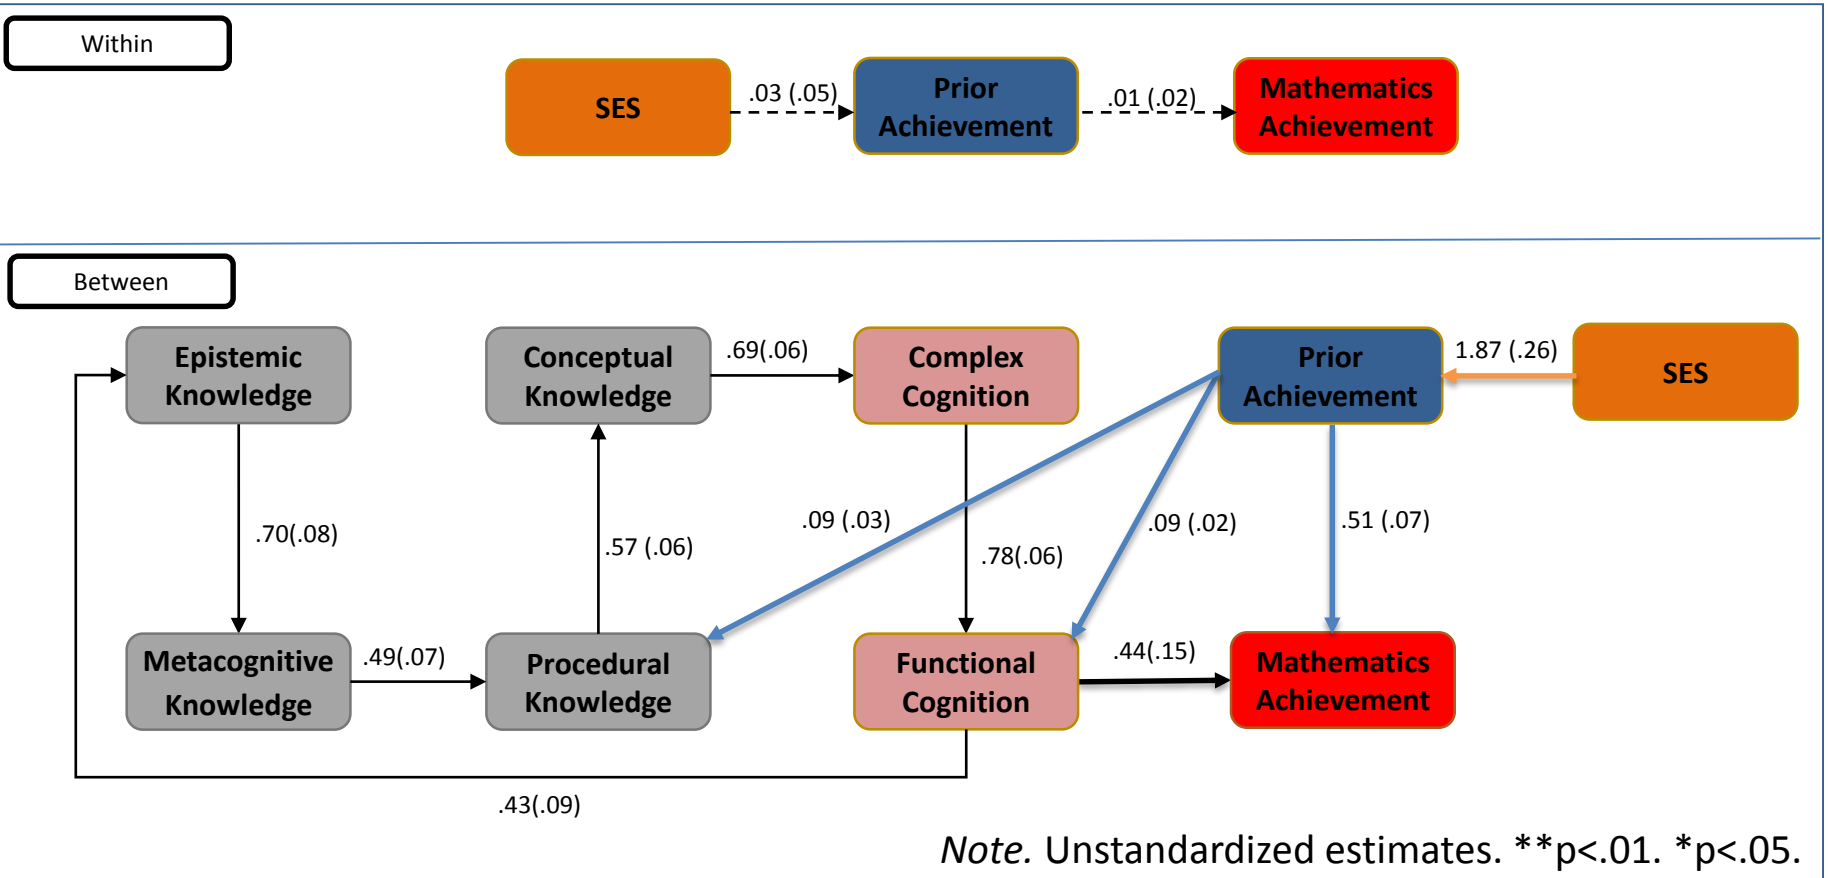 Within
SES
.03 (.05)
Prior
Achievement
.01 (.02)
Mathematics
Achievement
Between
Epistemic
Knowledge
Conceptual
Knowledge
.69(.06)
Complex
Cognition
Prior
Achievement
1.87 (.26)
SES
.70(.08)
.57 (.06)
.09 (.03)
.78(.06)
.09 (.02)
.51 (.07)
Metacognitive
Knowledge
.49(.07)
Procedural
Knowledge
Functional
Cognition
.44(.15)
Mathematics
Achievement
.43(.09)
Note. Unstandardized estimates. **p<.01. *p<.05.